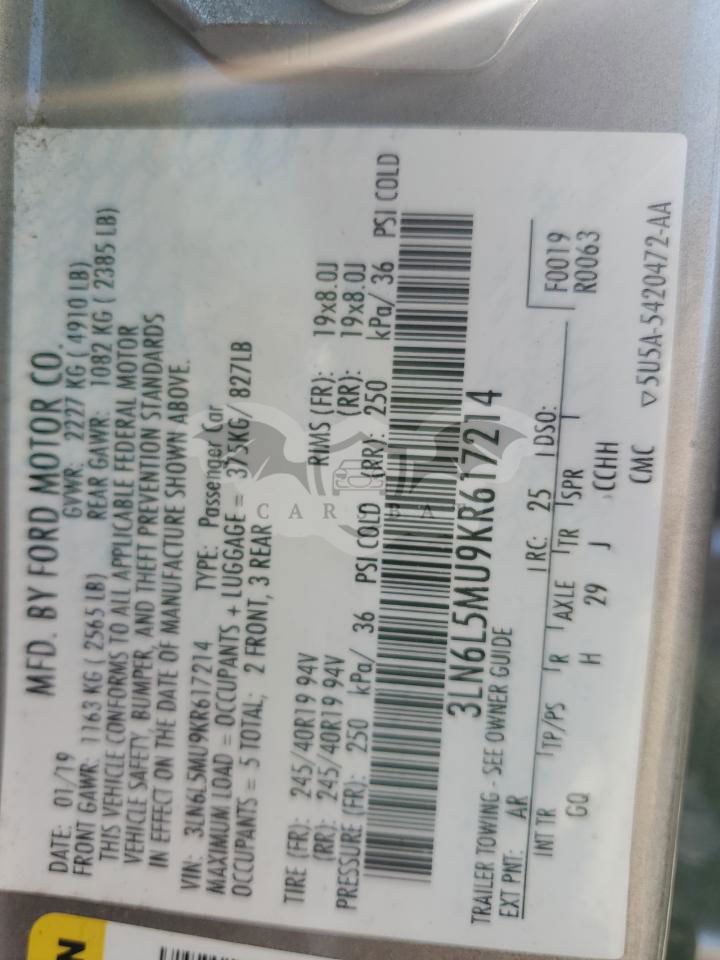 MFD. BY FORD MOTOR CO.
DATE: 01/19 GVWR: 2227 KG ( 4910 LB)
FRONT GAWR: 1163 KG ( 2565 LB) REAR GAWR: 1082 KG ( 2385 LB)
THIS VEHICLE CONFORMS TO ALL APPLICABLE FEDERAL MOTOR
VEHICLE SAFETY, BUMPER, AND THEFT PREVENTION STANDARDS
IN EFFECT ON THE DATE OF MANUFACTURE SHOWN ABOVE.
VIN: 3LN6L5MU9KR617214 TYPE: Passenger Car
MAXIMUM LOAD = OCCUPANTS + LUGGAGE = 375KG/ 827LB
OCCUPANTS = 5 TOTAL; 2 FRONT, 3 REAR
TIRE (FR): 245/40R19 94V RIMS (FR): 19x8.0J
(RR): 245/40R19 94V (RR): 19x8.0J
PRESSURE (FR): 250 kPa/ 36 PSI COLD (RR): 250 kPa/ 36 PSI COLD
3LN6L5MU9KR617214
TRAILER TOWING - SEE OWNER GUIDE
EXT PNT: AR RC: 25 DSO: F0019
INT TR TP/PS R AXLE TR SPR R0063
GQ H 29 J CCHH
CMC ▽5U5A-5420472-AA
CAR BAT
N